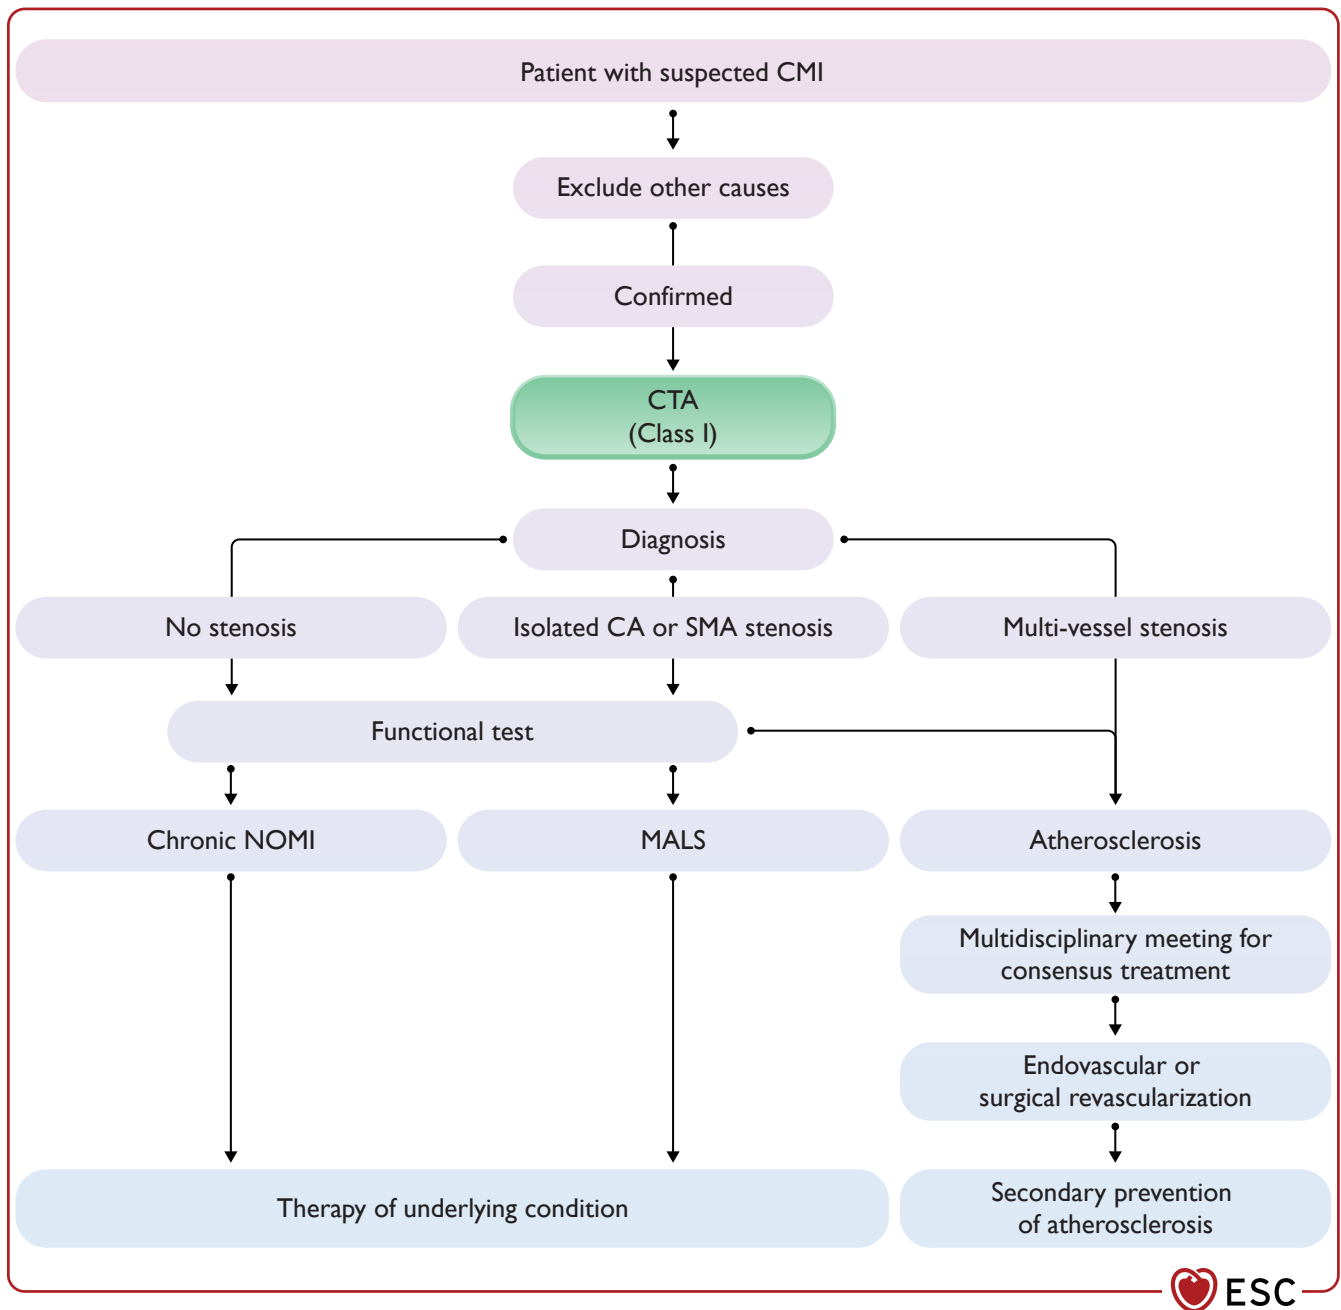 Patient with suspected CMI
Exclude other causes
Confirmed
CTA
(Class I)
Diagnosis
No stenosis
Isolated CA or SMA stenosis
Multi-vessel stenosis
Functional test
Chronic NOMI
MALS
Atherosclerosis
Multidisciplinary meeting for
consensus treatment
Endovascular or
surgical revascularization
Therapy of underlying condition
Secondary prevention
of atherosclerosis
ESC